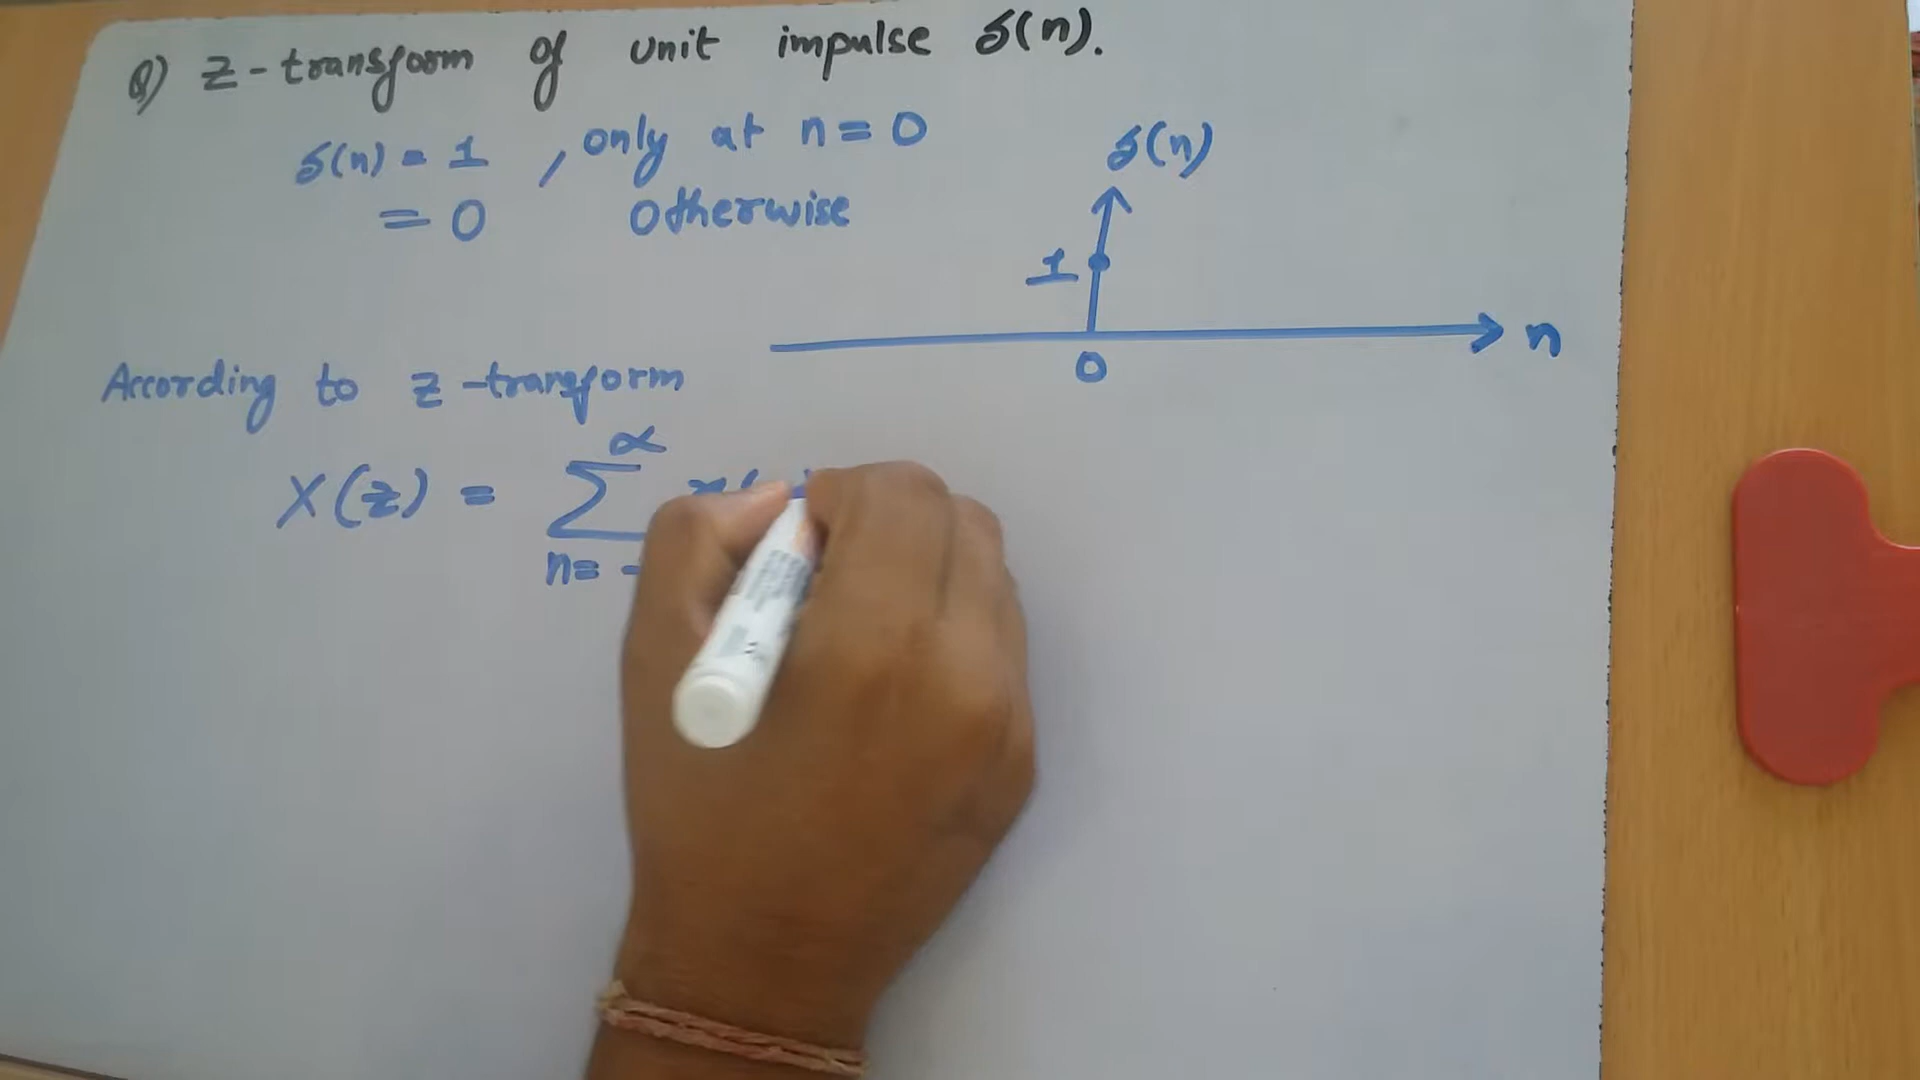 Q) Z-transform of unit impulse δ(n).
δ(n) = 1 , only at n = 0
= 0 otherwise
δ(n)
1
n
0
According to z-transform
∝
X(z) = ∑ x(
n= -